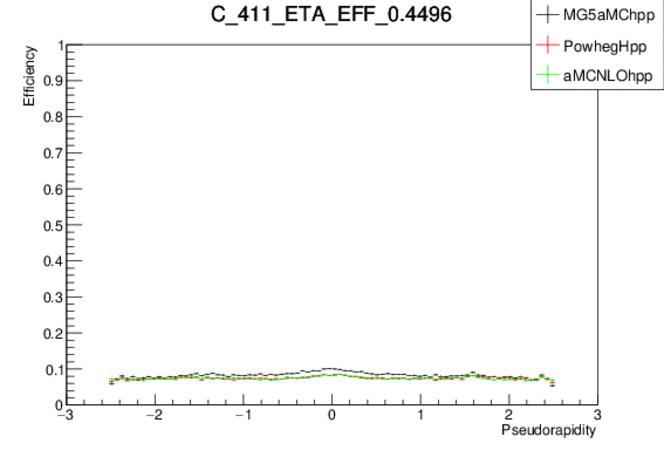 C_411_ETA_EFF_0.4496
MG5aMChpp
PowhegHpp
aMCNLOhpp
Efficiency
1
0.9
0.8
0.7
0.6
0.5
0.4
0.3
0.2
0.1
0
−3 −2 −1 0 1 2 3
Pseudorapidity